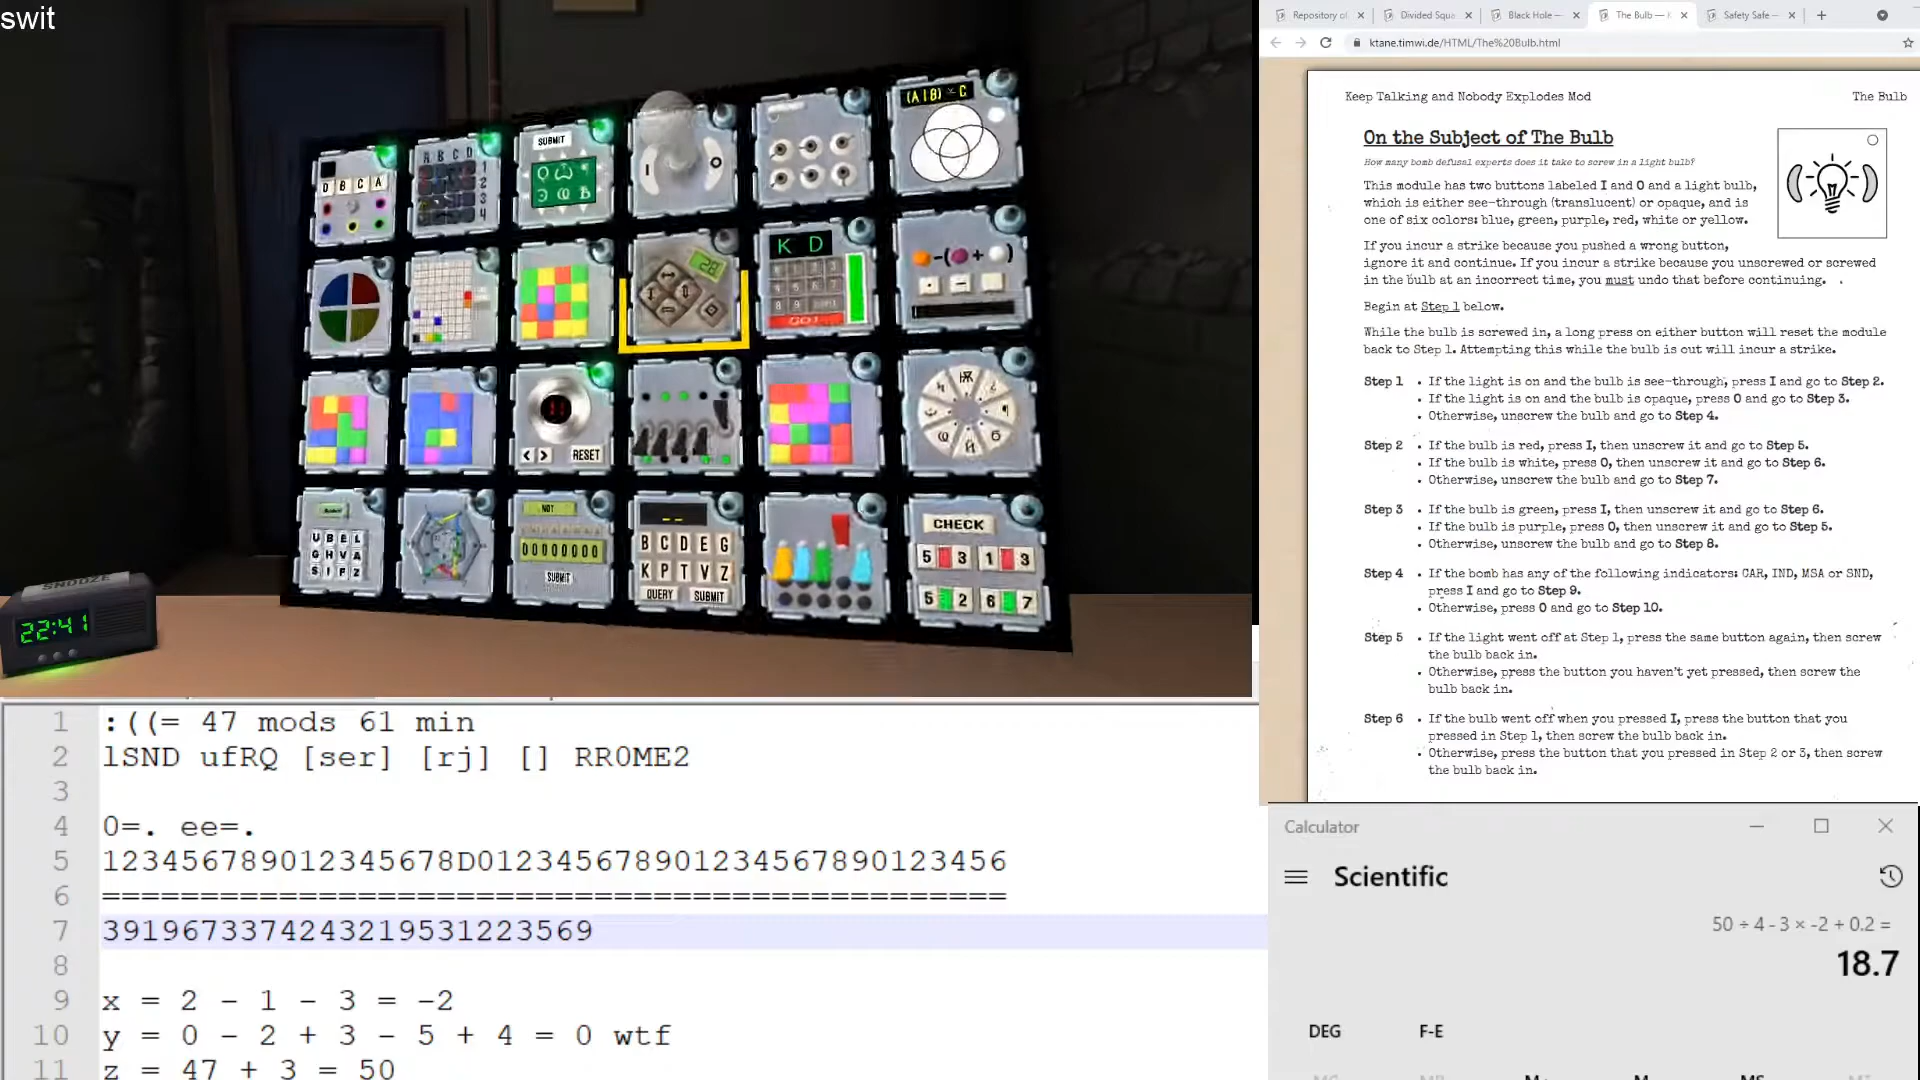 swit
Repository of
Divided Squa
Black Hole —
The Bulb — K
Safety Safe —
ktane.timwi.de/HTML/The%20Bulb.html
Keep Talking and Nobody Explodes Mod
The Bulb
On the Subject of The Bulb
How many bomb defusal experts does it take to screw in a light bulb?
This module has two buttons labeled I and O and a light bulb,
which is either see-through (translucent) or opaque, and is
one of six colors: blue, green, purple, red, white or yellow.
If you incur a strike because you pushed a wrong button,
ignore it and continue. If you incur a strike because you unscrewed or screwed
in the bulb at an incorrect time, you must undo that before continuing.
Begin at Step 1 below.
While the bulb is screwed in, a long press on either button will reset the module
back to Step 1. Attempting this while the bulb is out will incur a strike.
Step 1 • If the light is on and the bulb is see-through, press I and go to Step 2.
• If the light is on and the bulb is opaque, press O and go to Step 3.
• Otherwise, unscrew the bulb and go to Step 4.
Step 2 • If the bulb is red, press I, then unscrew it and go to Step 5.
• If the bulb is white, press O, then unscrew it and go to Step 6.
• Otherwise, unscrew the bulb and go to Step 7.
Step 3 • If the bulb is green, press I, then unscrew it and go to Step 6.
• If the bulb is purple, press O, then unscrew it and go to Step 5.
• Otherwise, unscrew the bulb and go to Step 8.
Step 4 • If the bomb has any of the following indicators: CAR, IND, MSA or SND,
press I and go to Step 9.
• Otherwise, press O and go to Step 10.
Step 5 • If the light went off at Step 1, press the same button again, then screw
the bulb back in.
• Otherwise, press the button you haven't yet pressed, then screw the
bulb back in.
Step 6 • If the bulb went off when you pressed I, press the button that you
pressed in Step 1, then screw the bulb back in.
• Otherwise, press the button that you pressed in Step 2 or 3, then screw
the bulb back in.
D B C A
A B C D
1
2
3
4
SUBMIT
I O
(A|B)
C
28
K D
GO!
-( + )
. -
< > RESET
U B E L
G H V A
S I F Z
NOT
00000000
SUBMIT
B C D E G
K P T V Z
QUERY SUBMIT
CHECK
5 3 1 3
5 2 6 7
SNOOZE
22:41
1 :((= 47 mods 61 min
2 lSND ufRQ [ser] [rj] [] RR0ME2
3
4 0=. ee=.
5 123456789012345678D012345678901234567890123456
6 ==============================================
7 3919673374243219531223569
8
9 x = 2 - 1 - 3 = -2
10 y = 0 - 2 + 3 - 5 + 4 = 0 wtf
11 z = 47 + 3 = 50
Calculator
Scientific
50 ÷ 4 - 3 × -2 + 0.2 =
18.7
DEG F-E